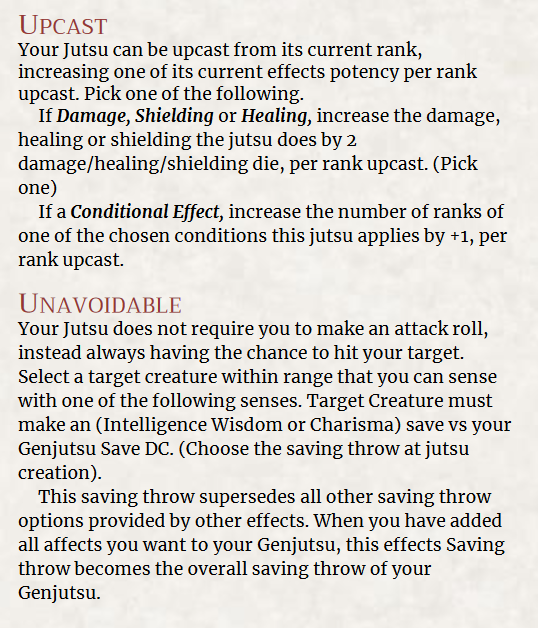 UPCAST
Your Jutsu can be upcast from its current rank,
increasing one of its current effects potency per rank
upcast. Pick one of the following.
If Damage, Shielding or Healing, increase the damage,
healing or shielding the jutsu does by 2
damage/healing/shielding die, per rank upcast. (Pick
one)
If a Conditional Effect, increase the number of ranks of
one of the chosen conditions this jutsu applies by +1, per
rank upcast.
UNAVOIDABLE
Your Jutsu does not require you to make an attack roll,
instead always having the chance to hit your target.
Select a target creature within range that you can sense
with one of the following senses. Target Creature must
make an (Intelligence Wisdom or Charisma) save vs your
Genjutsu Save DC. (Choose the saving throw at jutsu
creation).
This saving throw supersedes all other saving throw
options provided by other effects. When you have added
all affects you want to your Genjutsu, this effects Saving
throw becomes the overall saving throw of your
Genjutsu.